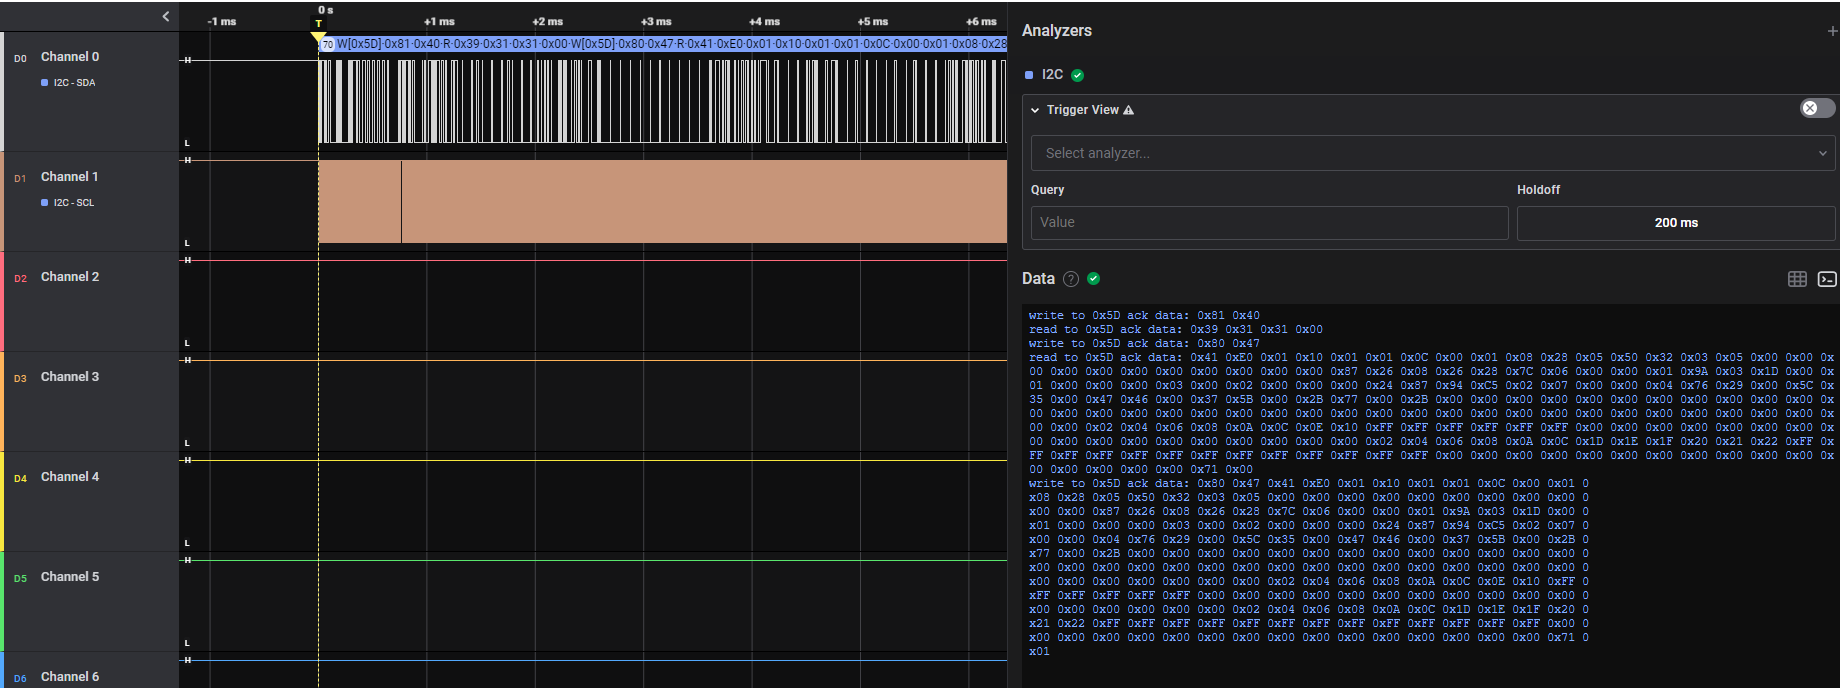 0 s
-1 ms
T
+1 ms
+2 ms
+3 ms
+4 ms
+5 ms
+6 ms
70 W[0x5D]·0x81·0x40·R·0x39·0x31·0x31·0x00·W[0x5D]·0x80·0x47·R·0x41·0xE0·0x01·0x10·0x01·0x01·0x0C·0x00·0x01·0x08·0x28
D0 Channel 0
I2C - SDA
H
L
D1 Channel 1
I2C - SCL
H
L
D2 Channel 2
H
L
D3 Channel 3
H
L
D4 Channel 4
H
L
D5 Channel 5
H
L
D6 Channel 6
H
Analyzers
I2C
Trigger View
Select analyzer...
Query
Holdoff
Value
200 ms
Data
write to 0x5D ack data: 0x81 0x40
read to 0x5D ack data: 0x39 0x31 0x31 0x00
write to 0x5D ack data: 0x80 0x47
read to 0x5D ack data: 0x41 0xE0 0x01 0x10 0x01 0x01 0x0C 0x00 0x01 0x08 0x28 0x05 0x50 0x32 0x03 0x05 0x00 0x00 0x
00 0x00 0x00 0x00 0x00 0x00 0x00 0x00 0x00 0x87 0x26 0x08 0x26 0x28 0x7C 0x06 0x00 0x00 0x01 0x9A 0x03 0x1D 0x00 0x
01 0x00 0x00 0x00 0x03 0x00 0x02 0x00 0x00 0x00 0x24 0x87 0x94 0xC5 0x02 0x07 0x00 0x00 0x04 0x76 0x29 0x00 0x5C 0x
35 0x00 0x47 0x46 0x00 0x37 0x5B 0x00 0x2B 0x77 0x00 0x2B 0x00 0x00 0x00 0x00 0x00 0x00 0x00 0x00 0x00 0x00 0x00 0x
00 0x00 0x00 0x00 0x00 0x00 0x00 0x00 0x00 0x00 0x00 0x00 0x00 0x00 0x00 0x00 0x00 0x00 0x00 0x00 0x00 0x00 0x00 0x
00 0x00 0x02 0x04 0x06 0x08 0x0A 0x0C 0x0E 0x10 0xFF 0xFF 0xFF 0xFF 0xFF 0xFF 0x00 0x00 0x00 0x00 0x00 0x00 0x00 0x
00 0x00 0x00 0x00 0x00 0x00 0x00 0x00 0x00 0x00 0x02 0x04 0x06 0x08 0x0A 0x0C 0x1D 0x1E 0x1F 0x20 0x21 0x22 0xFF 0x
FF 0xFF 0xFF 0xFF 0xFF 0xFF 0xFF 0xFF 0xFF 0xFF 0xFF 0xFF 0x00 0x00 0x00 0x00 0x00 0x00 0x00 0x00 0x00 0x00 0x00 0x
00 0x00 0x00 0x00 0x00 0x71 0x00
write to 0x5D ack data: 0x80 0x47 0x41 0xE0 0x01 0x10 0x01 0x01 0x0C 0x00 0x01 0
x08 0x28 0x05 0x50 0x32 0x03 0x05 0x00 0x00 0x00 0x00 0x00 0x00 0x00 0x00 0x00 0
x00 0x00 0x87 0x26 0x08 0x26 0x28 0x7C 0x06 0x00 0x00 0x01 0x9A 0x03 0x1D 0x00 0
x01 0x00 0x00 0x00 0x03 0x00 0x02 0x00 0x00 0x00 0x24 0x87 0x94 0xC5 0x02 0x07 0
x00 0x00 0x04 0x76 0x29 0x00 0x5C 0x35 0x00 0x47 0x46 0x00 0x37 0x5B 0x00 0x2B 0
x77 0x00 0x2B 0x00 0x00 0x00 0x00 0x00 0x00 0x00 0x00 0x00 0x00 0x00 0x00 0x00 0
x00 0x00 0x00 0x00 0x00 0x00 0x00 0x00 0x00 0x00 0x00 0x00 0x00 0x00 0x00 0x00 0
x00 0x00 0x00 0x00 0x00 0x00 0x02 0x04 0x06 0x08 0x0A 0x0C 0x0E 0x10 0xFF 0
xFF 0xFF 0xFF 0xFF 0xFF 0x00 0x00 0x00 0x00 0x00 0x00 0x00 0x00 0x00 0x00 0x00 0
x00 0x00 0x00 0x00 0x00 0x00 0x02 0x04 0x06 0x08 0x0A 0x0C 0x1D 0x1E 0x1F 0x20 0
x21 0x22 0xFF 0xFF 0xFF 0xFF 0xFF 0xFF 0xFF 0xFF 0xFF 0xFF 0xFF 0xFF 0xFF 0x00 0
x00 0x00 0x00 0x00 0x00 0x00 0x00 0x00 0x00 0x00 0x00 0x00 0x00 0x00 0x00 0x71 0
x01